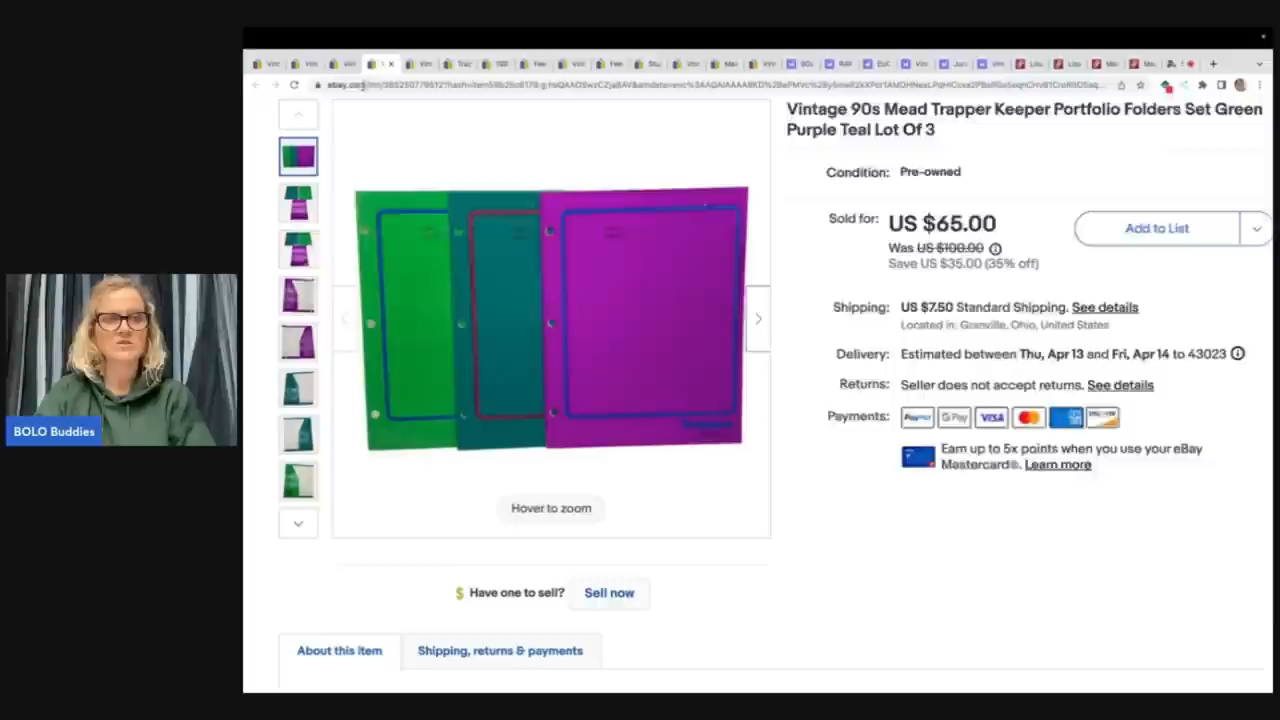 ebay.com
Vintage 90s Mead Trapper Keeper Portfolio Folders Set Green
Purple Teal Lot Of 3
Condition: Pre-owned
Sold for: US $65.00
Was US $100.00
Save US $35.00 (35% off)
Add to List
Shipping: US $7.50 Standard Shipping. See details
Located in: Granville, Ohio, United States
Delivery: Estimated between Thu, Apr 13 and Fri, Apr 14 to 43023
Returns: Seller does not accept returns. See details
Payments: PayPal G Pay VISA
Earn up to 5x points when you use your eBay
Mastercard®. Learn more
BOLO Buddies
Hover to zoom
$ Have one to sell? Sell now
About this item
Shipping, returns & payments